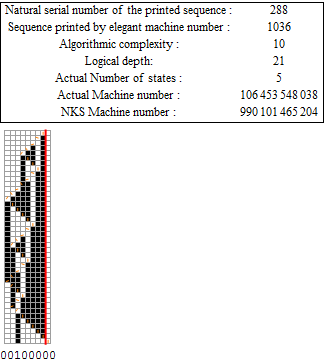 Natural serial number of the printed sequence : 288
Sequence printed by elegant machine number : 1036
Algorithmic complexity : 10
Logical depth: 21
Actual Number of states : 5
Actual Machine number : 106 453 548 038
NKS Machine number : 990 101 465 204
00100000